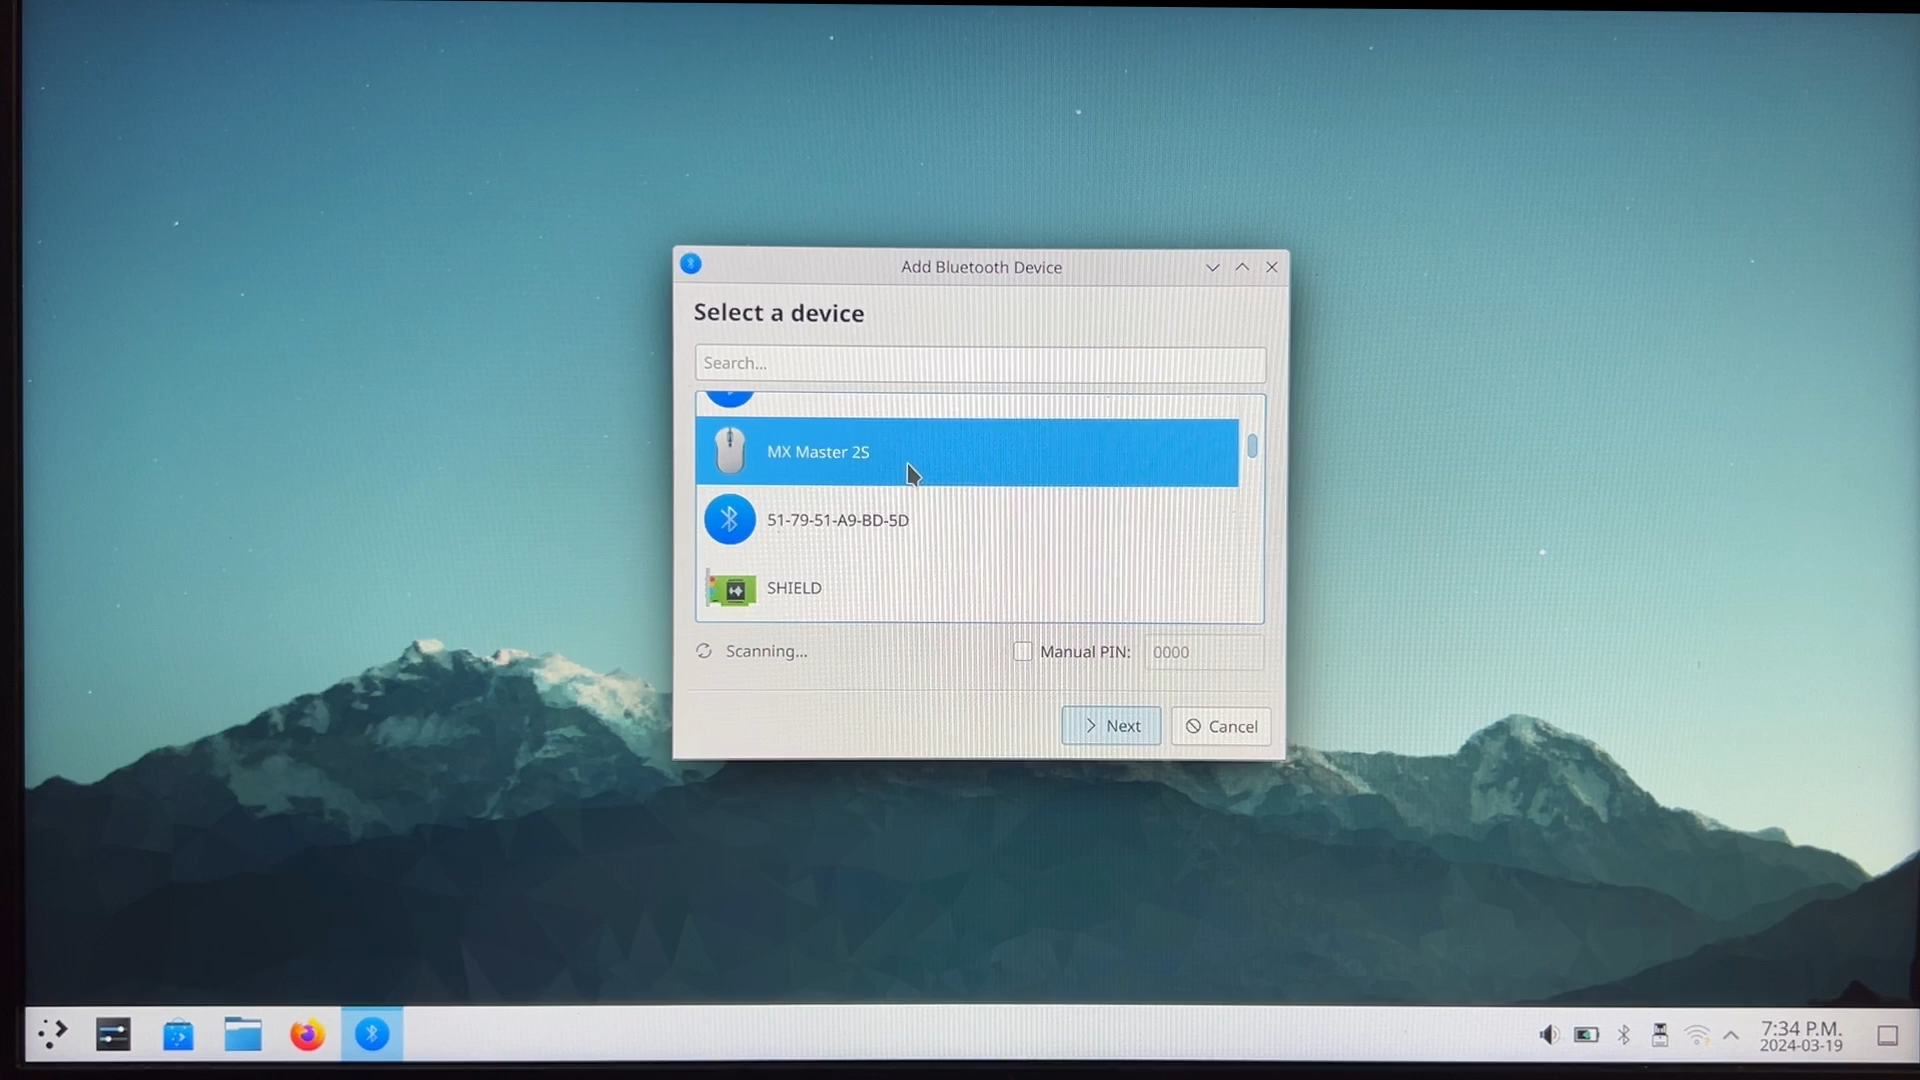 Add Bluetooth Device
Select a device
Search...
MX Master 2S
51-79-51-A9-BD-5D
SHIELD
Scanning...
Manual PIN:
0000
Next
Cancel
7:34 P.M.
2024-03-19